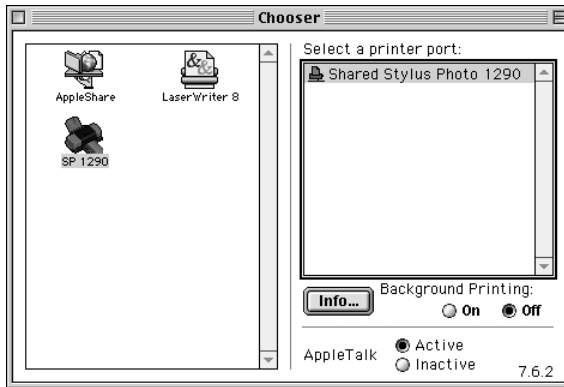 Chooser
AppleShare
LaserWriter 8
SP 1290
Select a printer port:
Shared Stylus Photo 1290
Info...
Background Printing:
On Off
AppleTalk
Active
Inactive
7.6.2